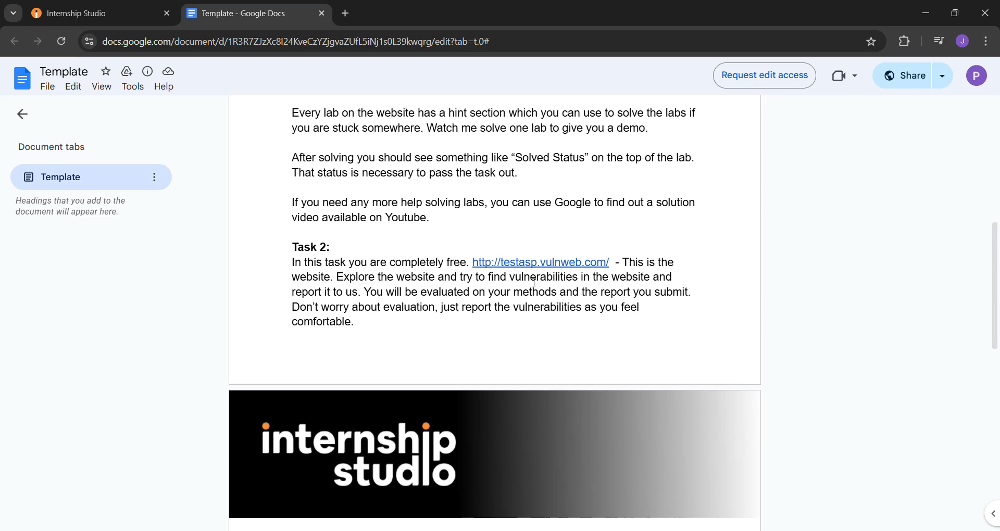 Internship Studio
Template - Google Docs
docs.google.com/document/d/1R3R7ZJzXc8I24KveCzYZjgvaZUfL5iNj1s0L39kwqrg/edit?tab=t.0#
J
Template
File Edit View Tools Help
Request edit access
Share
P
Document tabs
Template
Headings that you add to the
document will appear here.
Every lab on the website has a hint section which you can use to solve the labs if
you are stuck somewhere. Watch me solve one lab to give you a demo.
After solving you should see something like “Solved Status” on the top of the lab.
That status is necessary to pass the task out.
If you need any more help solving labs, you can use Google to find out a solution
video available on Youtube.
Task 2:
In this task you are completely free. http://testasp.vulnweb.com/ - This is the
website. Explore the website and try to find vulnerabilities in the website and
report it to us. You will be evaluated on your methods and the report you submit.
Don’t worry about evaluation, just report the vulnerabilities as you feel
comfortable.
internship
studio